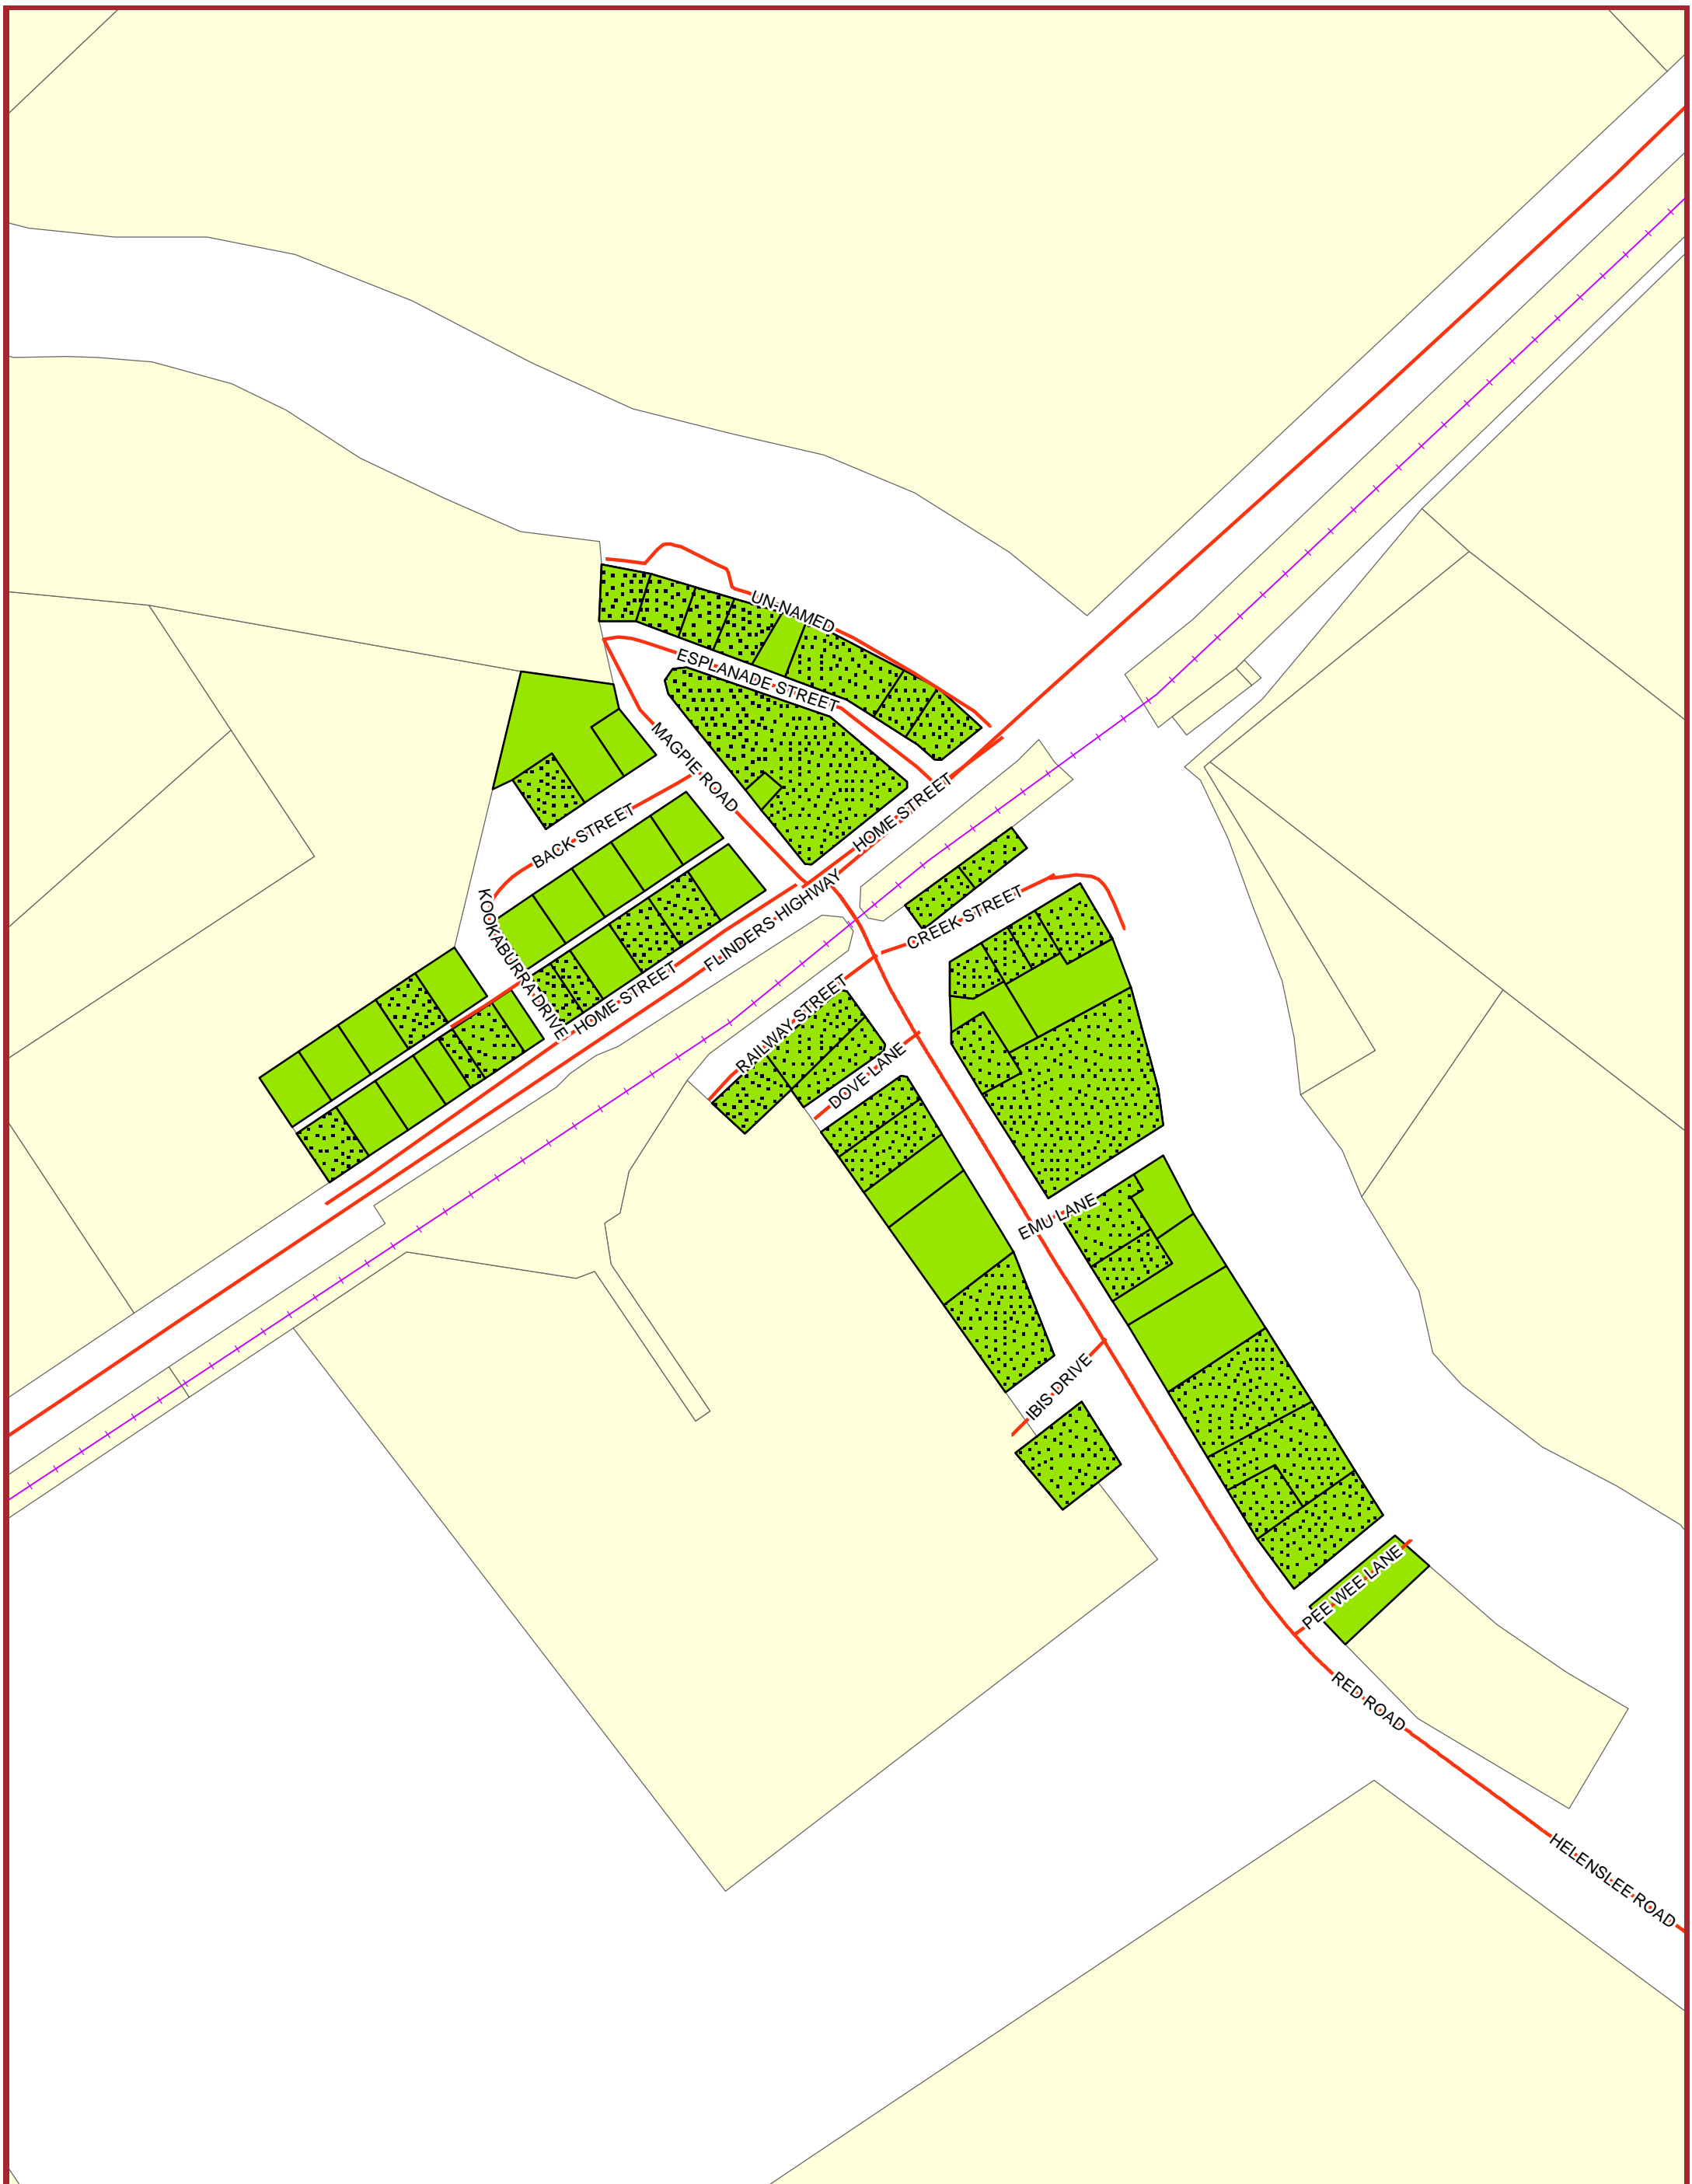 UN-NAMED
ESPLANADE STREET
MAGPIE ROAD
HOME STREET
BACK STREET
KOOKABURRA DRIVE
FLINDERS HIGHWAY
CREEK STREET
HOME STREET
RAILWAY STREET
DOVE LANE
EMU LANE
IBIS DRIVE
PEE WEE LANE
RED ROAD
HELENSLEE ROAD